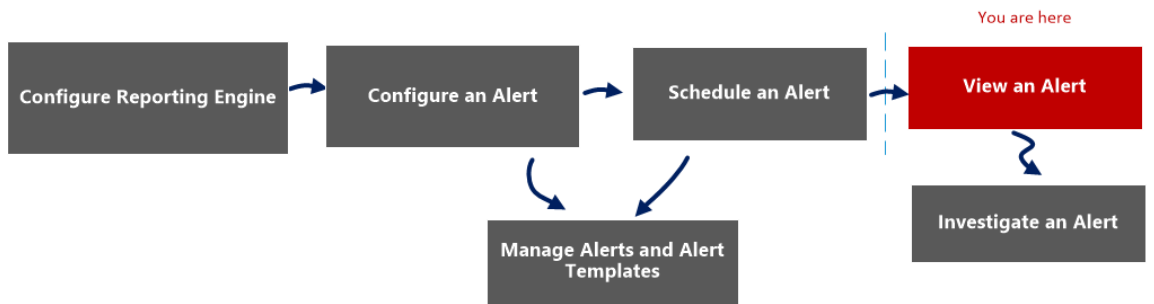 You are here
Configure Reporting Engine
Configure an Alert
Schedule an Alert
View an Alert
Manage Alerts and Alert
Templates
Investigate an Alert